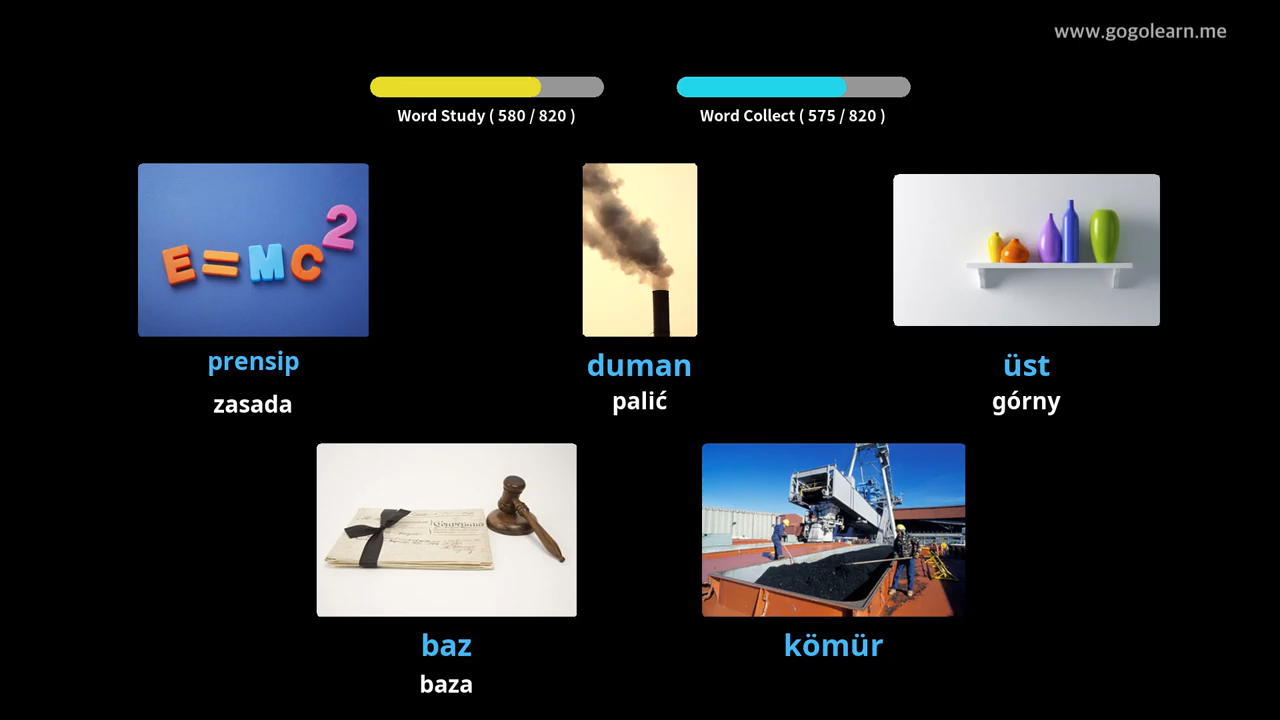 www.gogolearn.me
Word Study ( 580 / 820 )
Word Collect ( 575 / 820 )
E=MC2
prensip
zasada
duman
palić
üst
górny
baz
baza
kömür